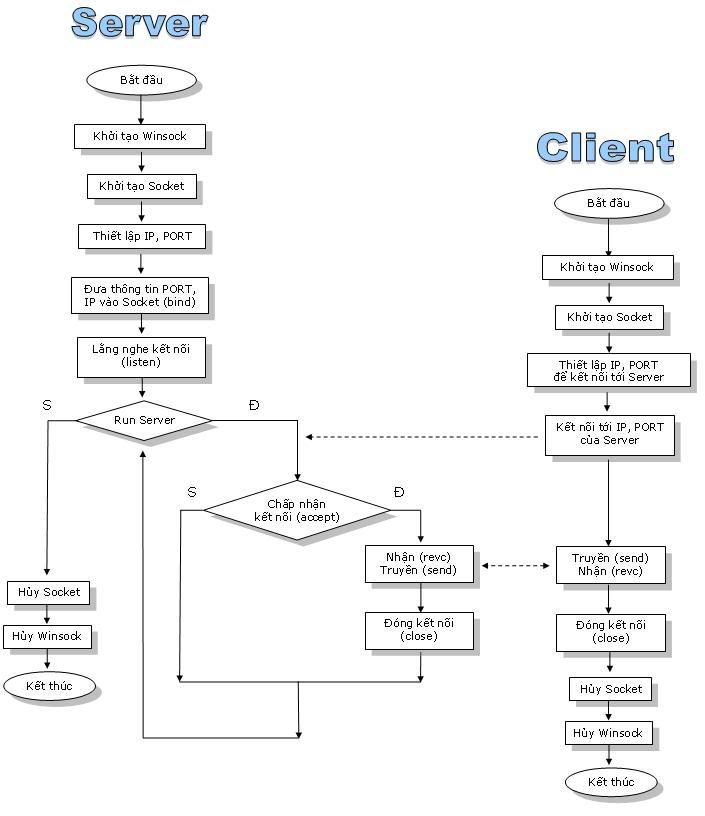 Server
Bắt đầu
Khởi tạo Winsock
Khởi tạo Socket
Thiết lập IP, PORT
Đưa thông tin PORT,
IP vào Socket (bind)
Lắng nghe kết nối
(listen)
S
Run Server
Đ
S
Chấp nhận
kết nối (accept)
Đ
Nhận (revc)
Truyền (send)
Đóng kết nối
(close)
Hủy Socket
Hủy Winsock
Kết thúc
Client
Bắt đầu
Khởi tạo Winsock
Khởi tạo Socket
Thiết lập IP, PORT
để kết nối tới Server
Kết nối tới IP, PORT
của Server
Truyền (send)
Nhận (revc)
Đóng kết nối
(close)
Hủy Socket
Hủy Winsock
Kết thúc